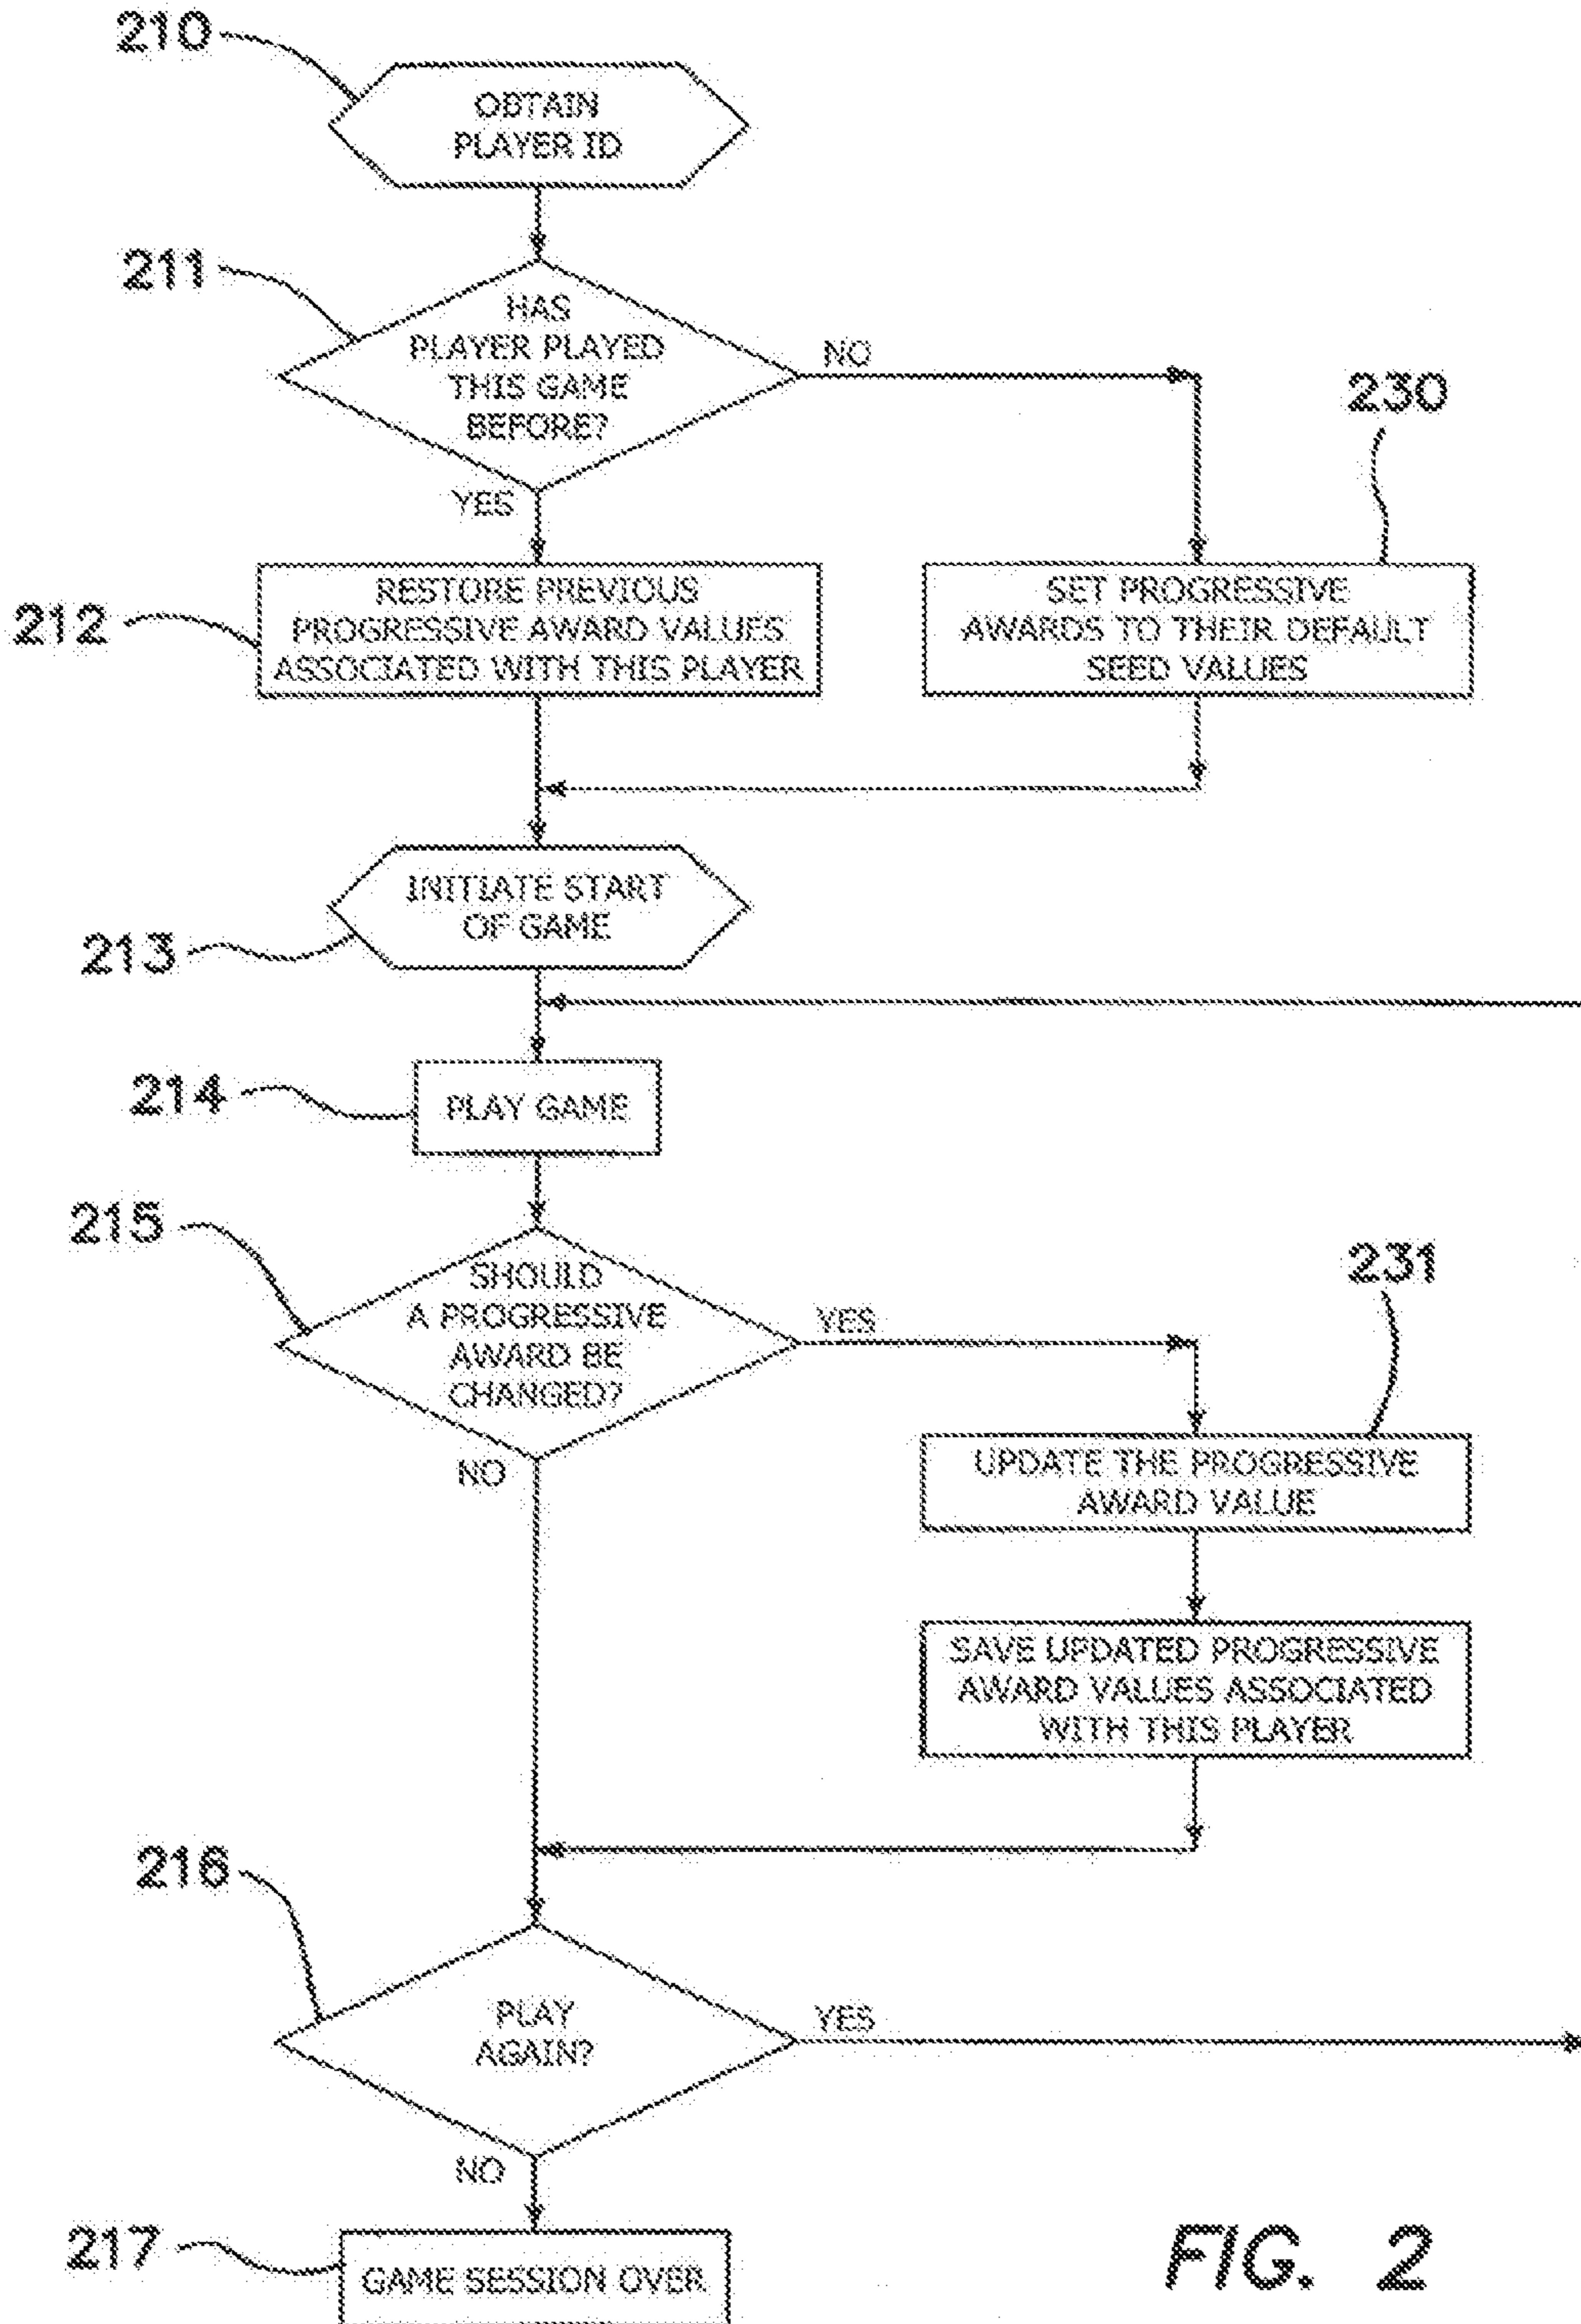 210
OBTAIN
PLAYER ID
211
HAS
PLAYER PLAYED
THIS GAME
BEFORE?
NO
YES
230
212
RESTORE PREVIOUS
PROGRESSIVE AWARD VALUES
ASSOCIATED WITH THIS PLAYER
SET PROGRESSIVE
AWARDS TO THEIR DEFAULT
SEED VALUES
INITIATE START
OF GAME
213
214
PLAY GAME
215
SHOULD
A PROGRESSIVE
AWARD BE
CHANGED?
YES
NO
231
UPDATE THE PROGRESSIVE
AWARD VALUE
SAVE UPDATED PROGRESSIVE
AWARD VALUES ASSOCIATED
WITH THIS PLAYER
216
PLAY
AGAIN?
YES
NO
217
GAME SESSION OVER
FIG. 2